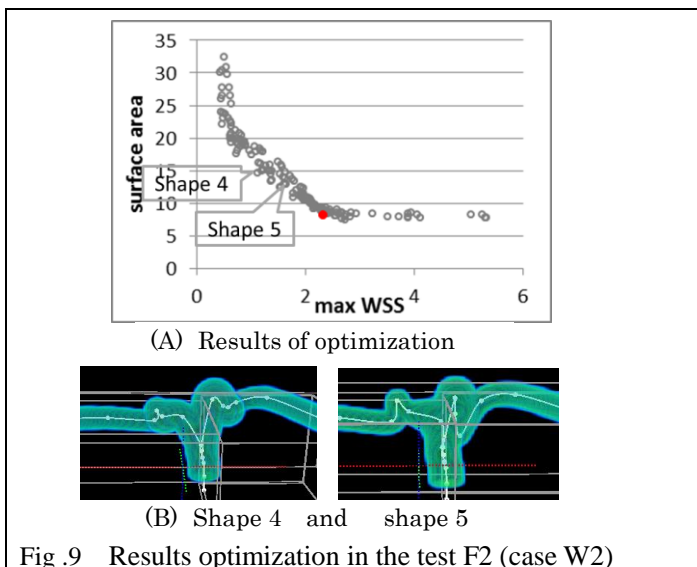 35
30
25
20
15
10
5
0
surface area
Shape 4
Shape 5
0 2 4 6
max WSS
(A) Results of optimization
(B) Shape 4 and shape 5
Fig .9 Results optimization in the test F2 (case W2)